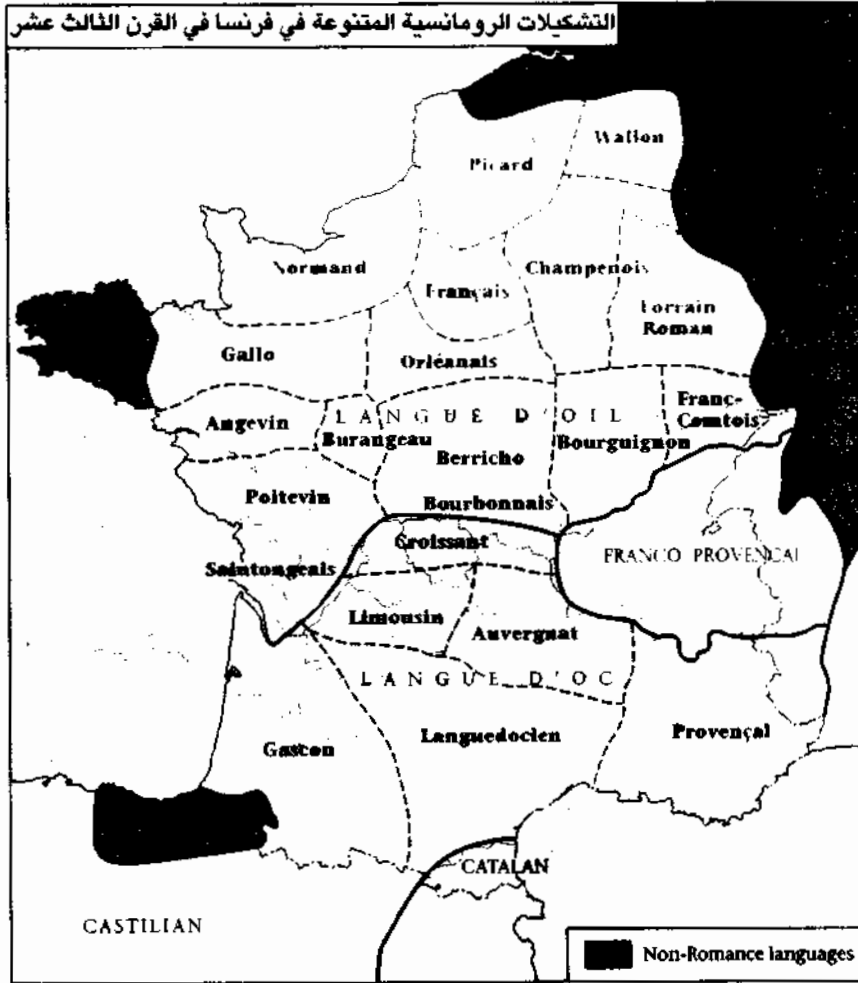 التشكيلات الرومانسية المتنوعة في فرنسا في القرن الثالث عشر
Wallon
Picard
Normand
Français
Champenois
Lorrain
Roman
Gallo
Orléanais
Franc-
Comtois
Angevin
LANGUE D'OIL
Burangeau
Bourguignon
Berricho
Poitevin
Bourbonnais
Croissant
FRANCO PROVENÇAL
Saintongeais
Limousin
Auvergnat
LANGUE D'OC
Gascon
Languedocien
Provençal
CATALAN
CASTILIAN
Non-Romance languages